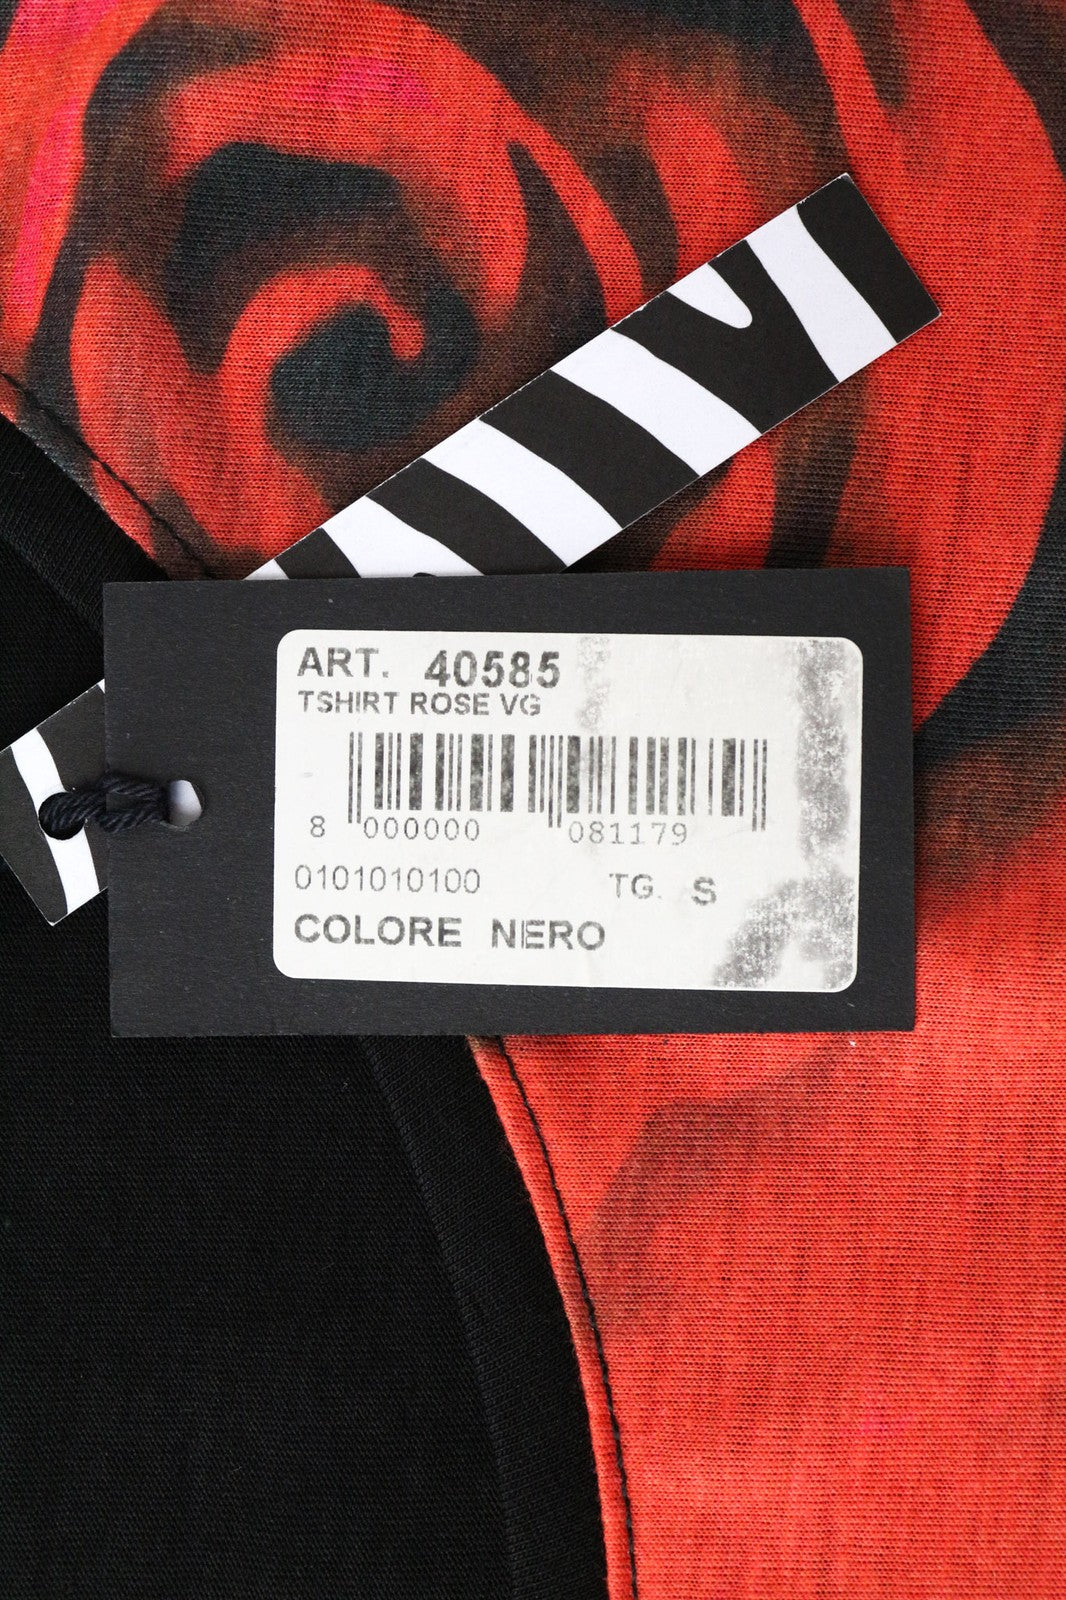 ART. 40585
TSHIRT ROSE VG
8 000000 081179
0101010100 TG. S
COLORE NERO